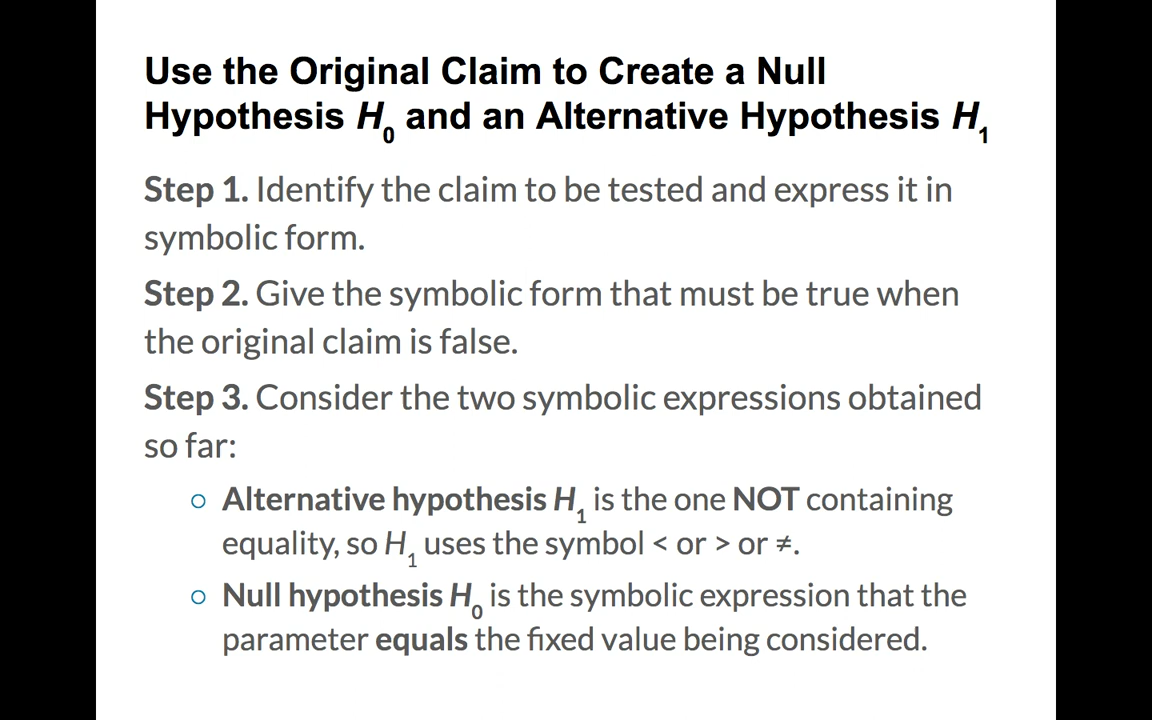 Use the Original Claim to Create a Null
Hypothesis H₀ and an Alternative Hypothesis H₁
Step 1. Identify the claim to be tested and express it in
symbolic form.
Step 2. Give the symbolic form that must be true when
the original claim is false.
Step 3. Consider the two symbolic expressions obtained
so far:
○ Alternative hypothesis H₁ is the one NOT containing
equality, so H₁ uses the symbol < or > or ≠.
○ Null hypothesis H₀ is the symbolic expression that the
parameter equals the fixed value being considered.